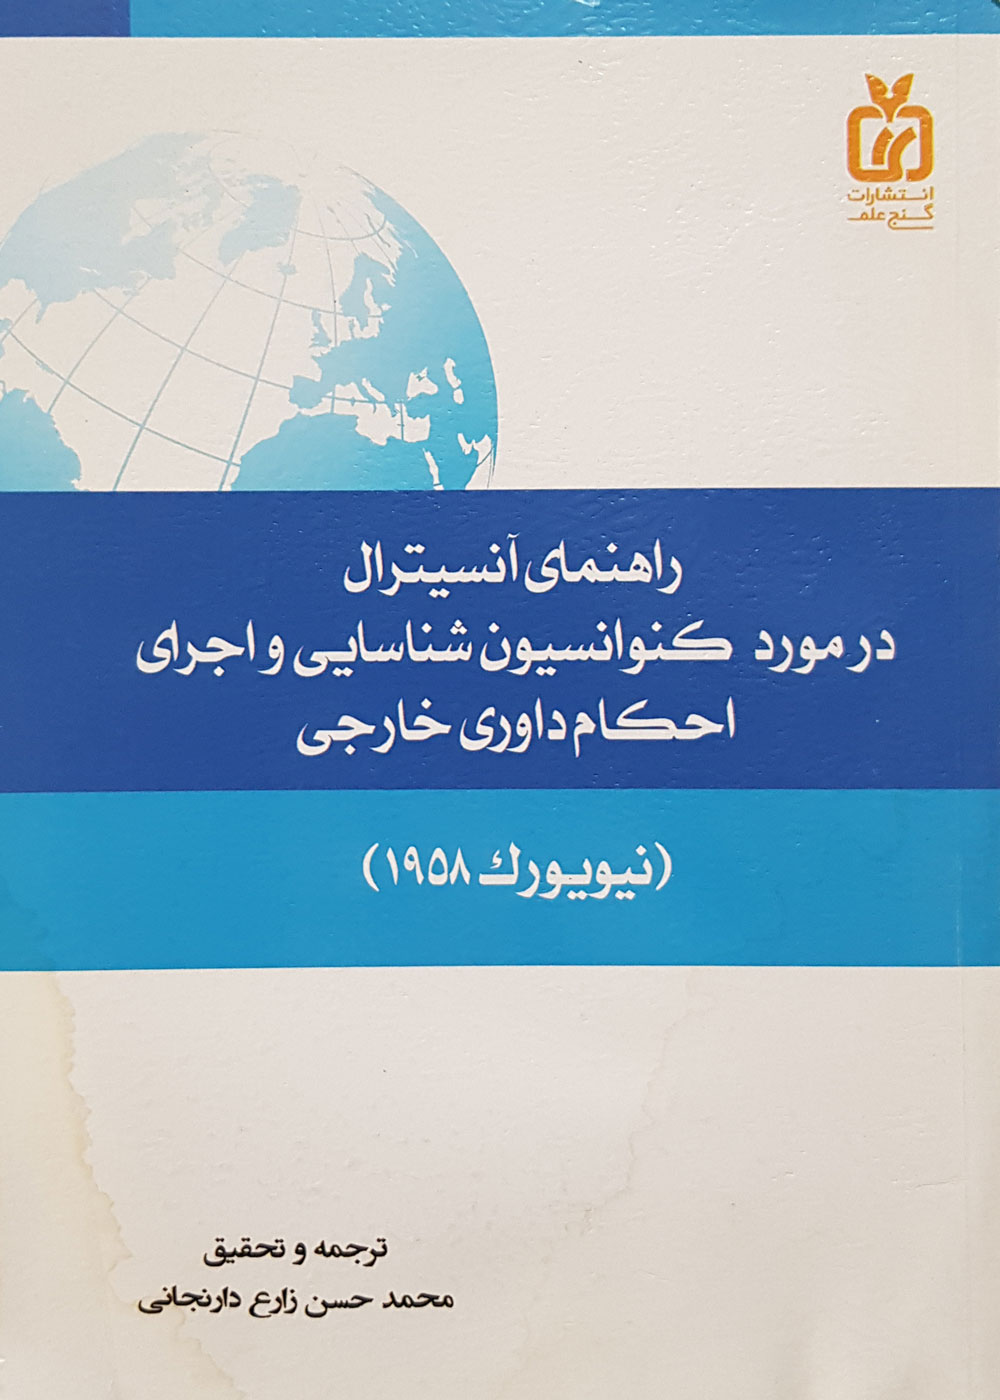 انتشارات
گنج علم
راهنمای آنسیترال
در مورد کنوانسیون شناسایی و اجرای
احکام داوری خارجی
(نیویورک ۱۹۵۸)
ترجمه و تحقیق
محمد حسن زارع دارنجانی